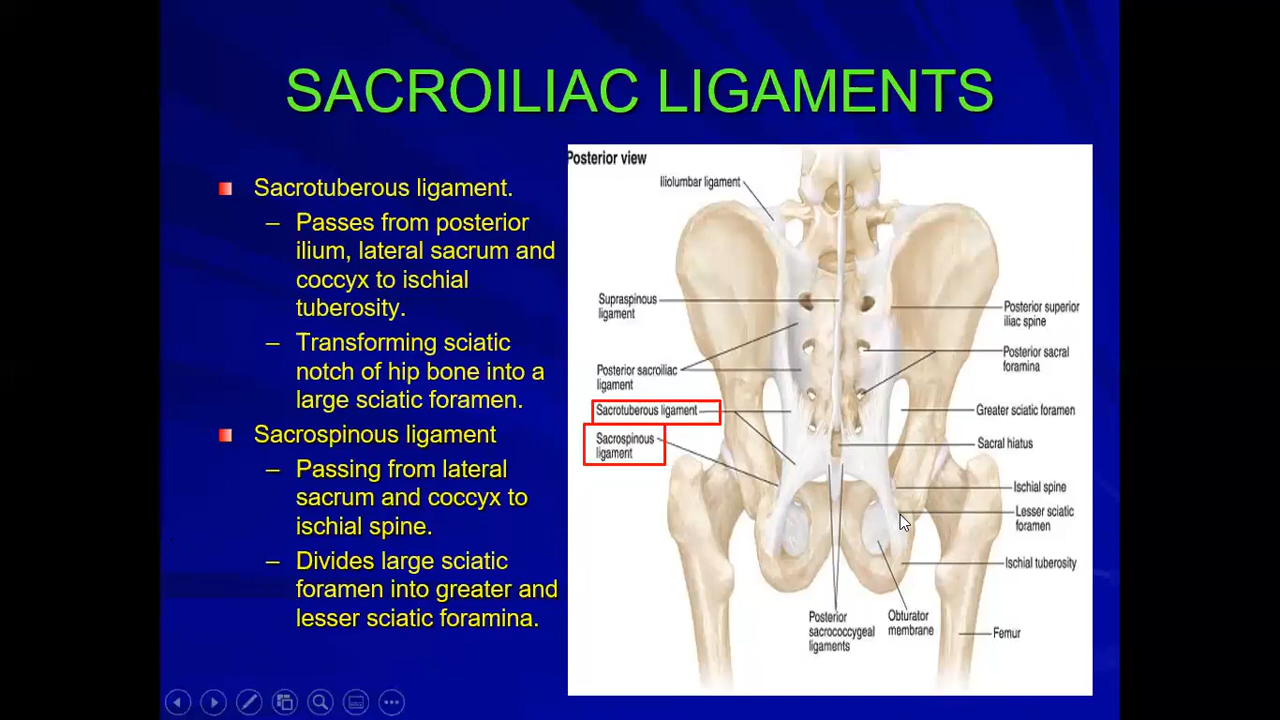 SACROILIAC LIGAMENTS
Sacrotuberous ligament.
– Passes from posterior
ilium, lateral sacrum and
coccyx to ischial
tuberosity.
– Transforming sciatic
notch of hip bone into a
large sciatic foramen.
Sacrospinous ligament
– Passing from lateral
sacrum and coccyx to
ischial spine.
– Divides large sciatic
foramen into greater and
lesser sciatic foramina.
Posterior view
Iliolumbar ligament
Supraspinous
ligament
Posterior sacroiliac
ligament
Sacrotuberous ligament
Sacrospinous
ligament
Posterior superior
iliac spine
Posterior sacral
foramina
Greater sciatic foramen
Sacral hiatus
Ischial spine
Lesser sciatic
foramen
Ischial tuberosity
Posterior
sacrococcygeal
ligaments
Obturator
membrane
Femur